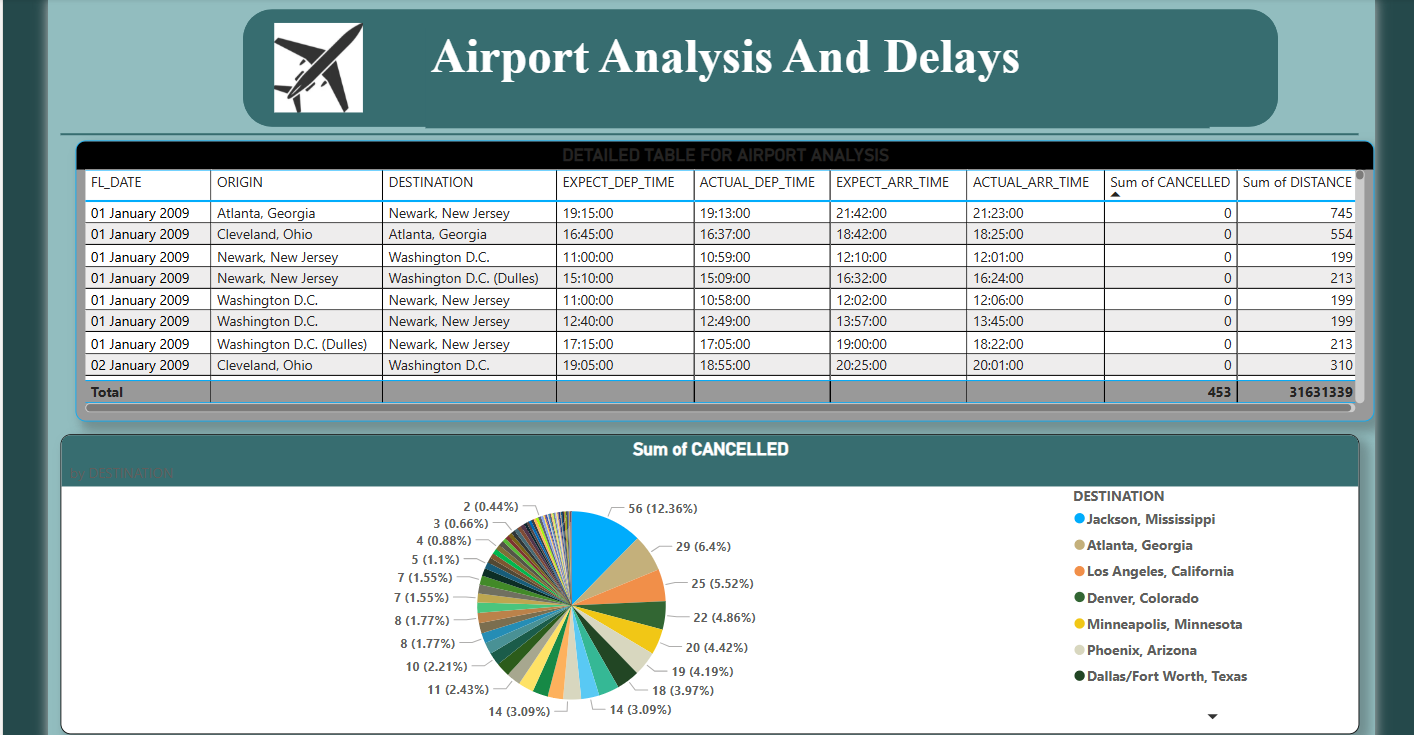 Airport Analysis And Delays
DETAILED TABLE FOR AIRPORT ANALYSIS
FL_DATE ORIGIN DESTINATION EXPECT_DEP_TIME ACTUAL_DEP_TIME EXPECT_ARR_TIME ACTUAL_ARR_TIME Sum of CANCELLED Sum of DISTANCE
01 January 2009 Atlanta, Georgia Newark, New Jersey 19:15:00 19:13:00 21:42:00 21:23:00 0 745
01 January 2009 Cleveland, Ohio Atlanta, Georgia 16:45:00 16:37:00 18:42:00 18:25:00 0 554
01 January 2009 Newark, New Jersey Washington D.C. 11:00:00 10:59:00 12:10:00 12:01:00 0 199
01 January 2009 Newark, New Jersey Washington D.C. (Dulles) 15:10:00 15:09:00 16:32:00 16:24:00 0 213
01 January 2009 Washington D.C. Newark, New Jersey 11:00:00 10:58:00 12:02:00 12:06:00 0 199
01 January 2009 Washington D.C. Newark, New Jersey 12:40:00 12:49:00 13:57:00 13:45:00 0 199
01 January 2009 Washington D.C. (Dulles) Newark, New Jersey 17:15:00 17:05:00 19:00:00 18:22:00 0 213
02 January 2009 Cleveland, Ohio Washington D.C. 19:05:00 18:55:00 20:25:00 20:01:00 0 310
Total 453 31631339
Sum of CANCELLED
by DESTINATION
2 (0.44%)
3 (0.66%)
4 (0.88%)
5 (1.1%)
7 (1.55%)
7 (1.55%)
8 (1.77%)
8 (1.77%)
10 (2.21%)
11 (2.43%)
14 (3.09%)
56 (12.36%)
29 (6.4%)
25 (5.52%)
22 (4.86%)
20 (4.42%)
19 (4.19%)
18 (3.97%)
14 (3.09%)
DESTINATION
Jackson, Mississippi
Atlanta, Georgia
Los Angeles, California
Denver, Colorado
Minneapolis, Minnesota
Phoenix, Arizona
Dallas/Fort Worth, Texas